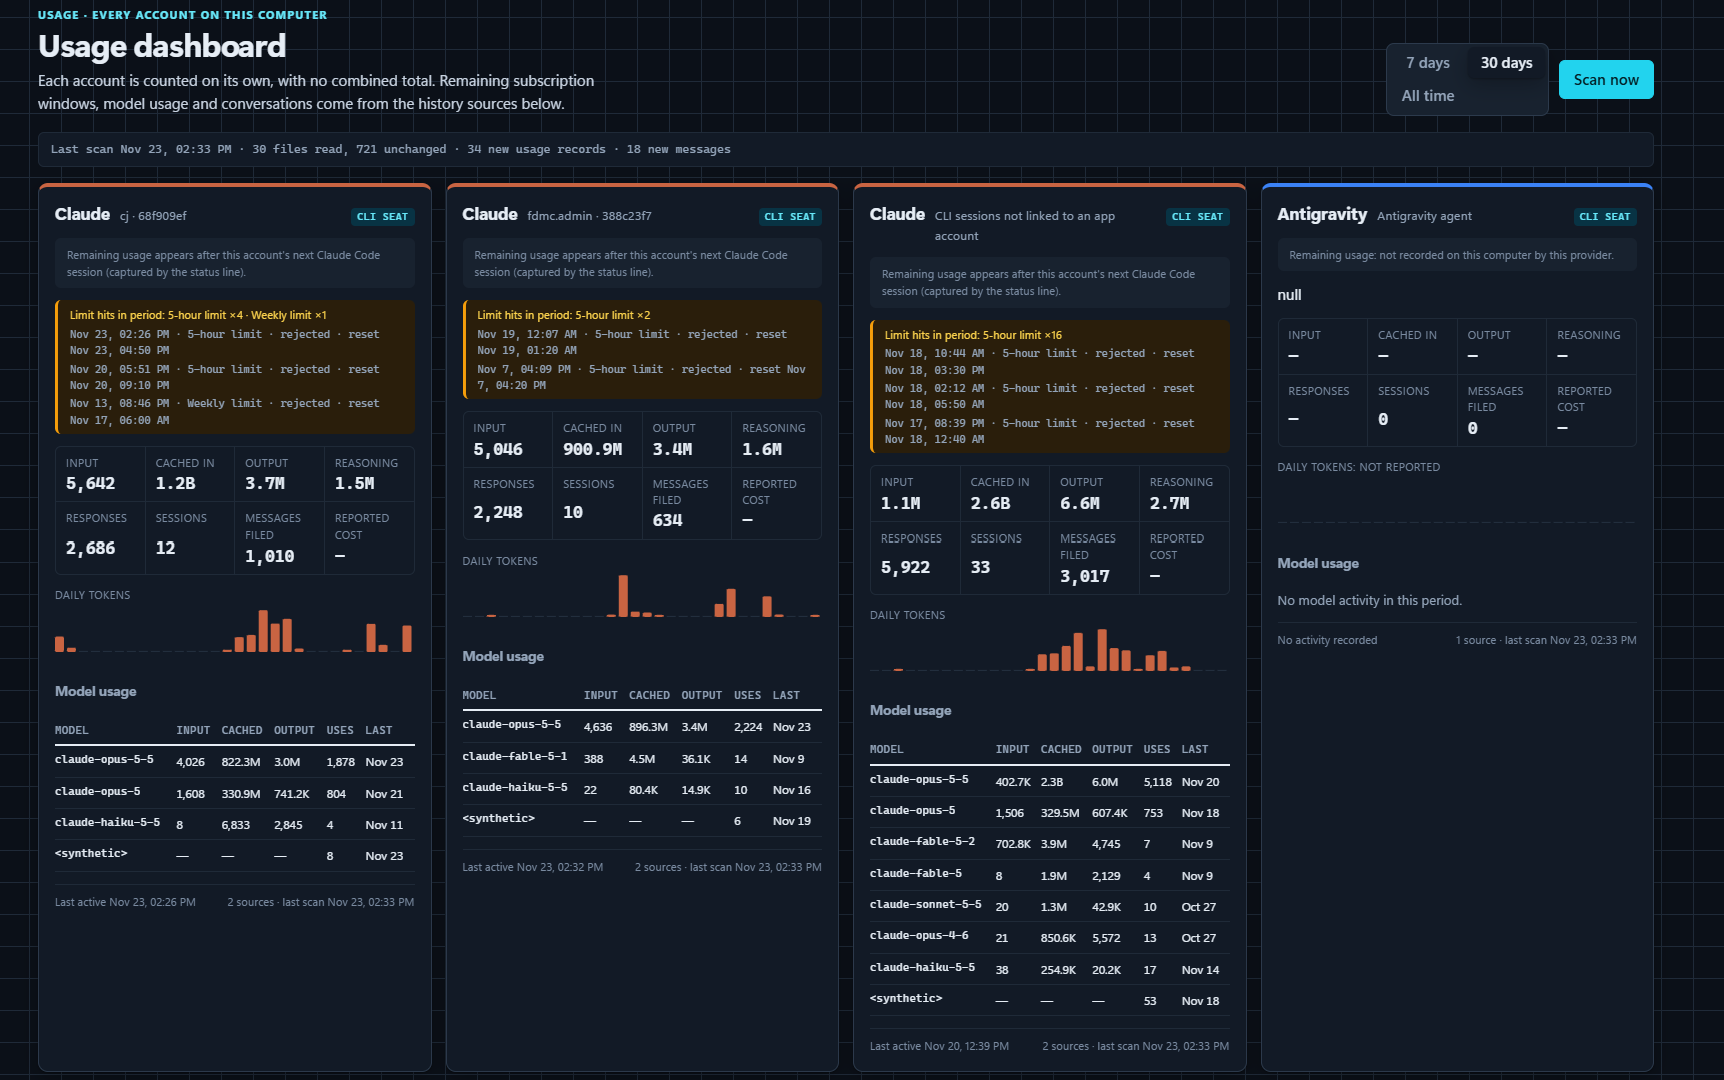 USAGE · EVERY ACCOUNT ON THIS COMPUTER
Usage dashboard
Each account is counted on its own, with no combined total. Remaining subscription
windows, model usage and conversations come from the history sources below.
7 days
30 days
All time
Scan now
Last scan Nov 23, 02:33 PM · 30 files read, 721 unchanged · 34 new usage records · 18 new messages
Claude cj · 68f909ef CLI SEAT
Remaining usage appears after this account's next Claude Code
session (captured by the status line).
Limit hits in period: 5-hour limit ×4 · Weekly limit ×1
Nov 23, 02:26 PM · 5-hour limit · rejected · reset
Nov 23, 04:50 PM
Nov 20, 05:51 PM · 5-hour limit · rejected · reset
Nov 20, 09:10 PM
Nov 13, 08:46 PM · Weekly limit · rejected · reset
Nov 17, 06:00 AM
INPUT CACHED IN OUTPUT REASONING
5,642 1.2B 3.7M 1.5M
RESPONSES SESSIONS MESSAGES FILED REPORTED COST
2,686 12 1,010 —
DAILY TOKENS
Model usage
MODEL INPUT CACHED OUTPUT USES LAST
claude-opus-5-5 4,026 822.3M 3.0M 1,878 Nov 23
claude-opus-5 1,608 330.9M 741.2K 804 Nov 21
claude-haiku-5-5 8 6,833 2,845 4 Nov 11
<synthetic> — — — 8 Nov 23
Last active Nov 23, 02:26 PM 2 sources · last scan Nov 23, 02:33 PM
Claude fdmc.admin · 388c23f7 CLI SEAT
Remaining usage appears after this account's next Claude Code
session (captured by the status line).
Limit hits in period: 5-hour limit ×2
Nov 19, 12:07 AM · 5-hour limit · rejected · reset
Nov 19, 01:20 AM
Nov 7, 04:09 PM · 5-hour limit · rejected · reset Nov
7, 04:20 PM
INPUT CACHED IN OUTPUT REASONING
5,046 900.9M 3.4M 1.6M
RESPONSES SESSIONS MESSAGES FILED REPORTED COST
2,248 10 634 —
DAILY TOKENS
Model usage
MODEL INPUT CACHED OUTPUT USES LAST
claude-opus-5-5 4,636 896.3M 3.4M 2,224 Nov 23
claude-fable-5-1 388 4.5M 36.1K 14 Nov 9
claude-haiku-5-5 22 80.4K 14.9K 10 Nov 16
<synthetic> — — — 6 Nov 19
Last active Nov 23, 02:32 PM 2 sources · last scan Nov 23, 02:33 PM
Claude CLI sessions not linked to an app CLI SEAT
account
Remaining usage appears after this account's next Claude Code
session (captured by the status line).
Limit hits in period: 5-hour limit ×16
Nov 18, 10:44 AM · 5-hour limit · rejected · reset
Nov 18, 03:30 PM
Nov 18, 02:12 AM · 5-hour limit · rejected · reset
Nov 18, 05:50 AM
Nov 17, 08:39 PM · 5-hour limit · rejected · reset
Nov 18, 12:40 AM
INPUT CACHED IN OUTPUT REASONING
1.1M 2.6B 6.6M 2.7M
RESPONSES SESSIONS MESSAGES FILED REPORTED COST
5,922 33 3,017 —
DAILY TOKENS
Model usage
MODEL INPUT CACHED OUTPUT USES LAST
claude-opus-5-5 402.7K 2.3B 6.0M 5,118 Nov 20
claude-opus-5 1,506 329.5M 607.4K 753 Nov 18
claude-fable-5-2 702.8K 3.9M 4,745 7 Nov 9
claude-fable-5 8 1.9M 2,129 4 Nov 9
claude-sonnet-5-5 20 1.3M 42.9K 10 Oct 27
claude-opus-4-6 21 850.6K 5,572 13 Oct 27
claude-haiku-5-5 38 254.9K 20.2K 17 Nov 14
<synthetic> — — — 53 Nov 18
Last active Nov 20, 12:39 PM 2 sources · last scan Nov 23, 02:33 PM
Antigravity Antigravity agent CLI SEAT
Remaining usage: not recorded on this computer by this provider.
null
INPUT CACHED IN OUTPUT REASONING
— — — —
RESPONSES SESSIONS MESSAGES FILED REPORTED COST
— 0 0 —
DAILY TOKENS: NOT REPORTED
Model usage
No model activity in this period.
No activity recorded 1 source · last scan Nov 23, 02:33 PM